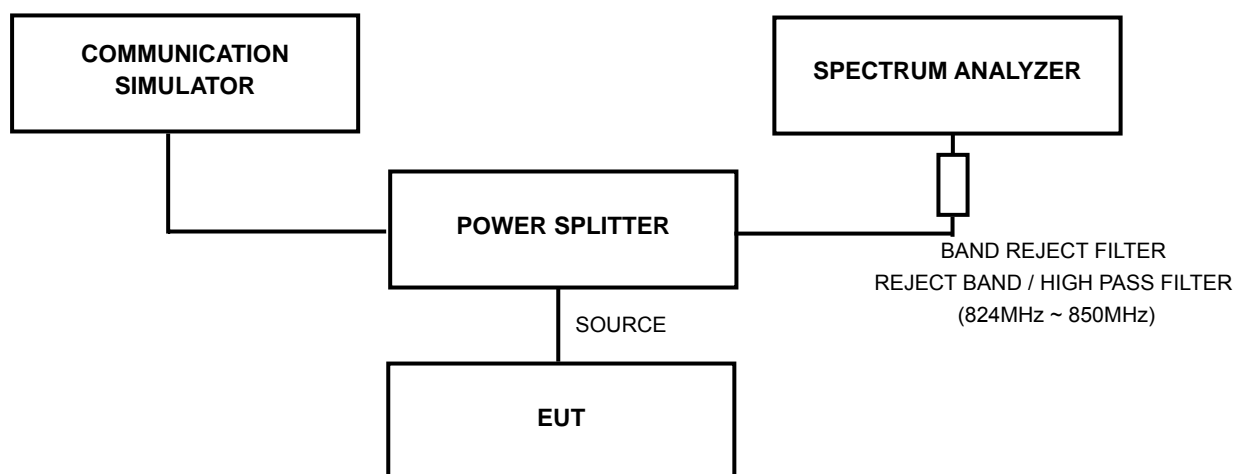 COMMUNICATION
SIMULATOR
SPECTRUM ANALYZER
POWER SPLITTER
BAND REJECT FILTER
REJECT BAND / HIGH PASS FILTER
(824MHz ~ 850MHz)
SOURCE
EUT